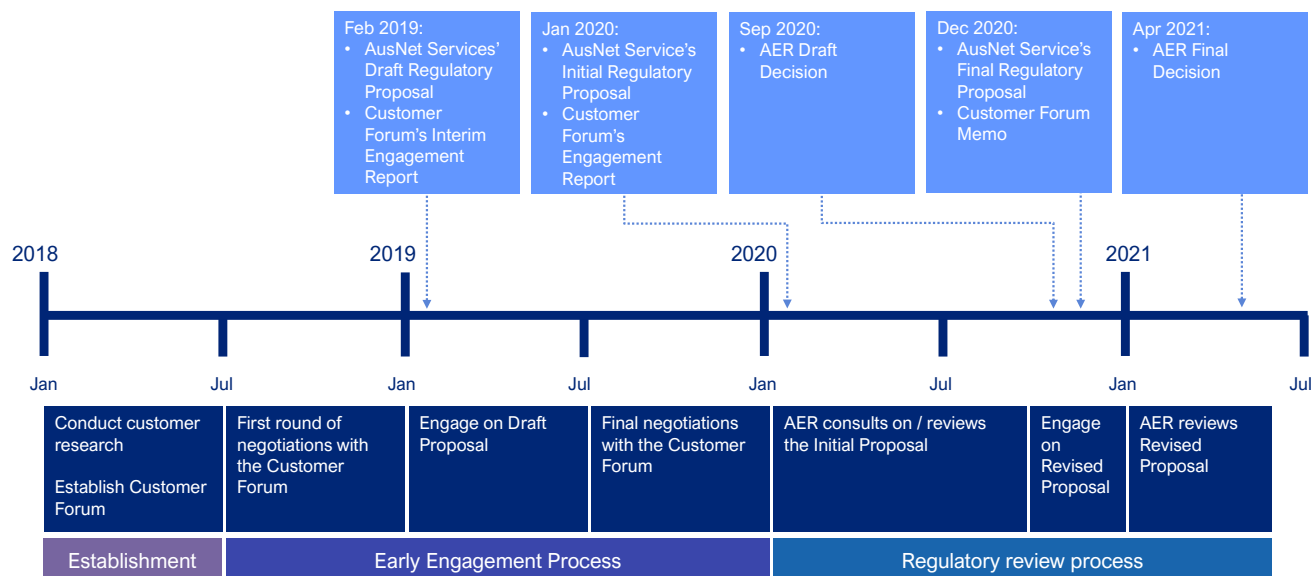 Feb 2019:
• AusNet Services’
Draft Regulatory
Proposal
• Customer
Forum’s Interim
Engagement
Report
Jan 2020:
• AusNet Service’s
Initial Regulatory
Proposal
• Customer
Forum’s
Engagement
Report
Sep 2020:
• AER Draft
Decision
Dec 2020:
• AusNet Service’s
Final Regulatory
Proposal
• Customer Forum
Memo
Apr 2021:
• AER Final
Decision
2018
2019
2020
2021
Jan
Jul
Jan
Jul
Jan
Jul
Jan
Jul
Conduct customer
research
Establish Customer
Forum
First round of
negotiations with
the Customer
Forum
Engage on Draft
Proposal
Final negotiations
with the Customer
Forum
AER consults on / reviews
the Initial Proposal
Engage
on
Revised
Proposal
AER reviews
Revised
Proposal
Establishment
Early Engagement Process
Regulatory review process